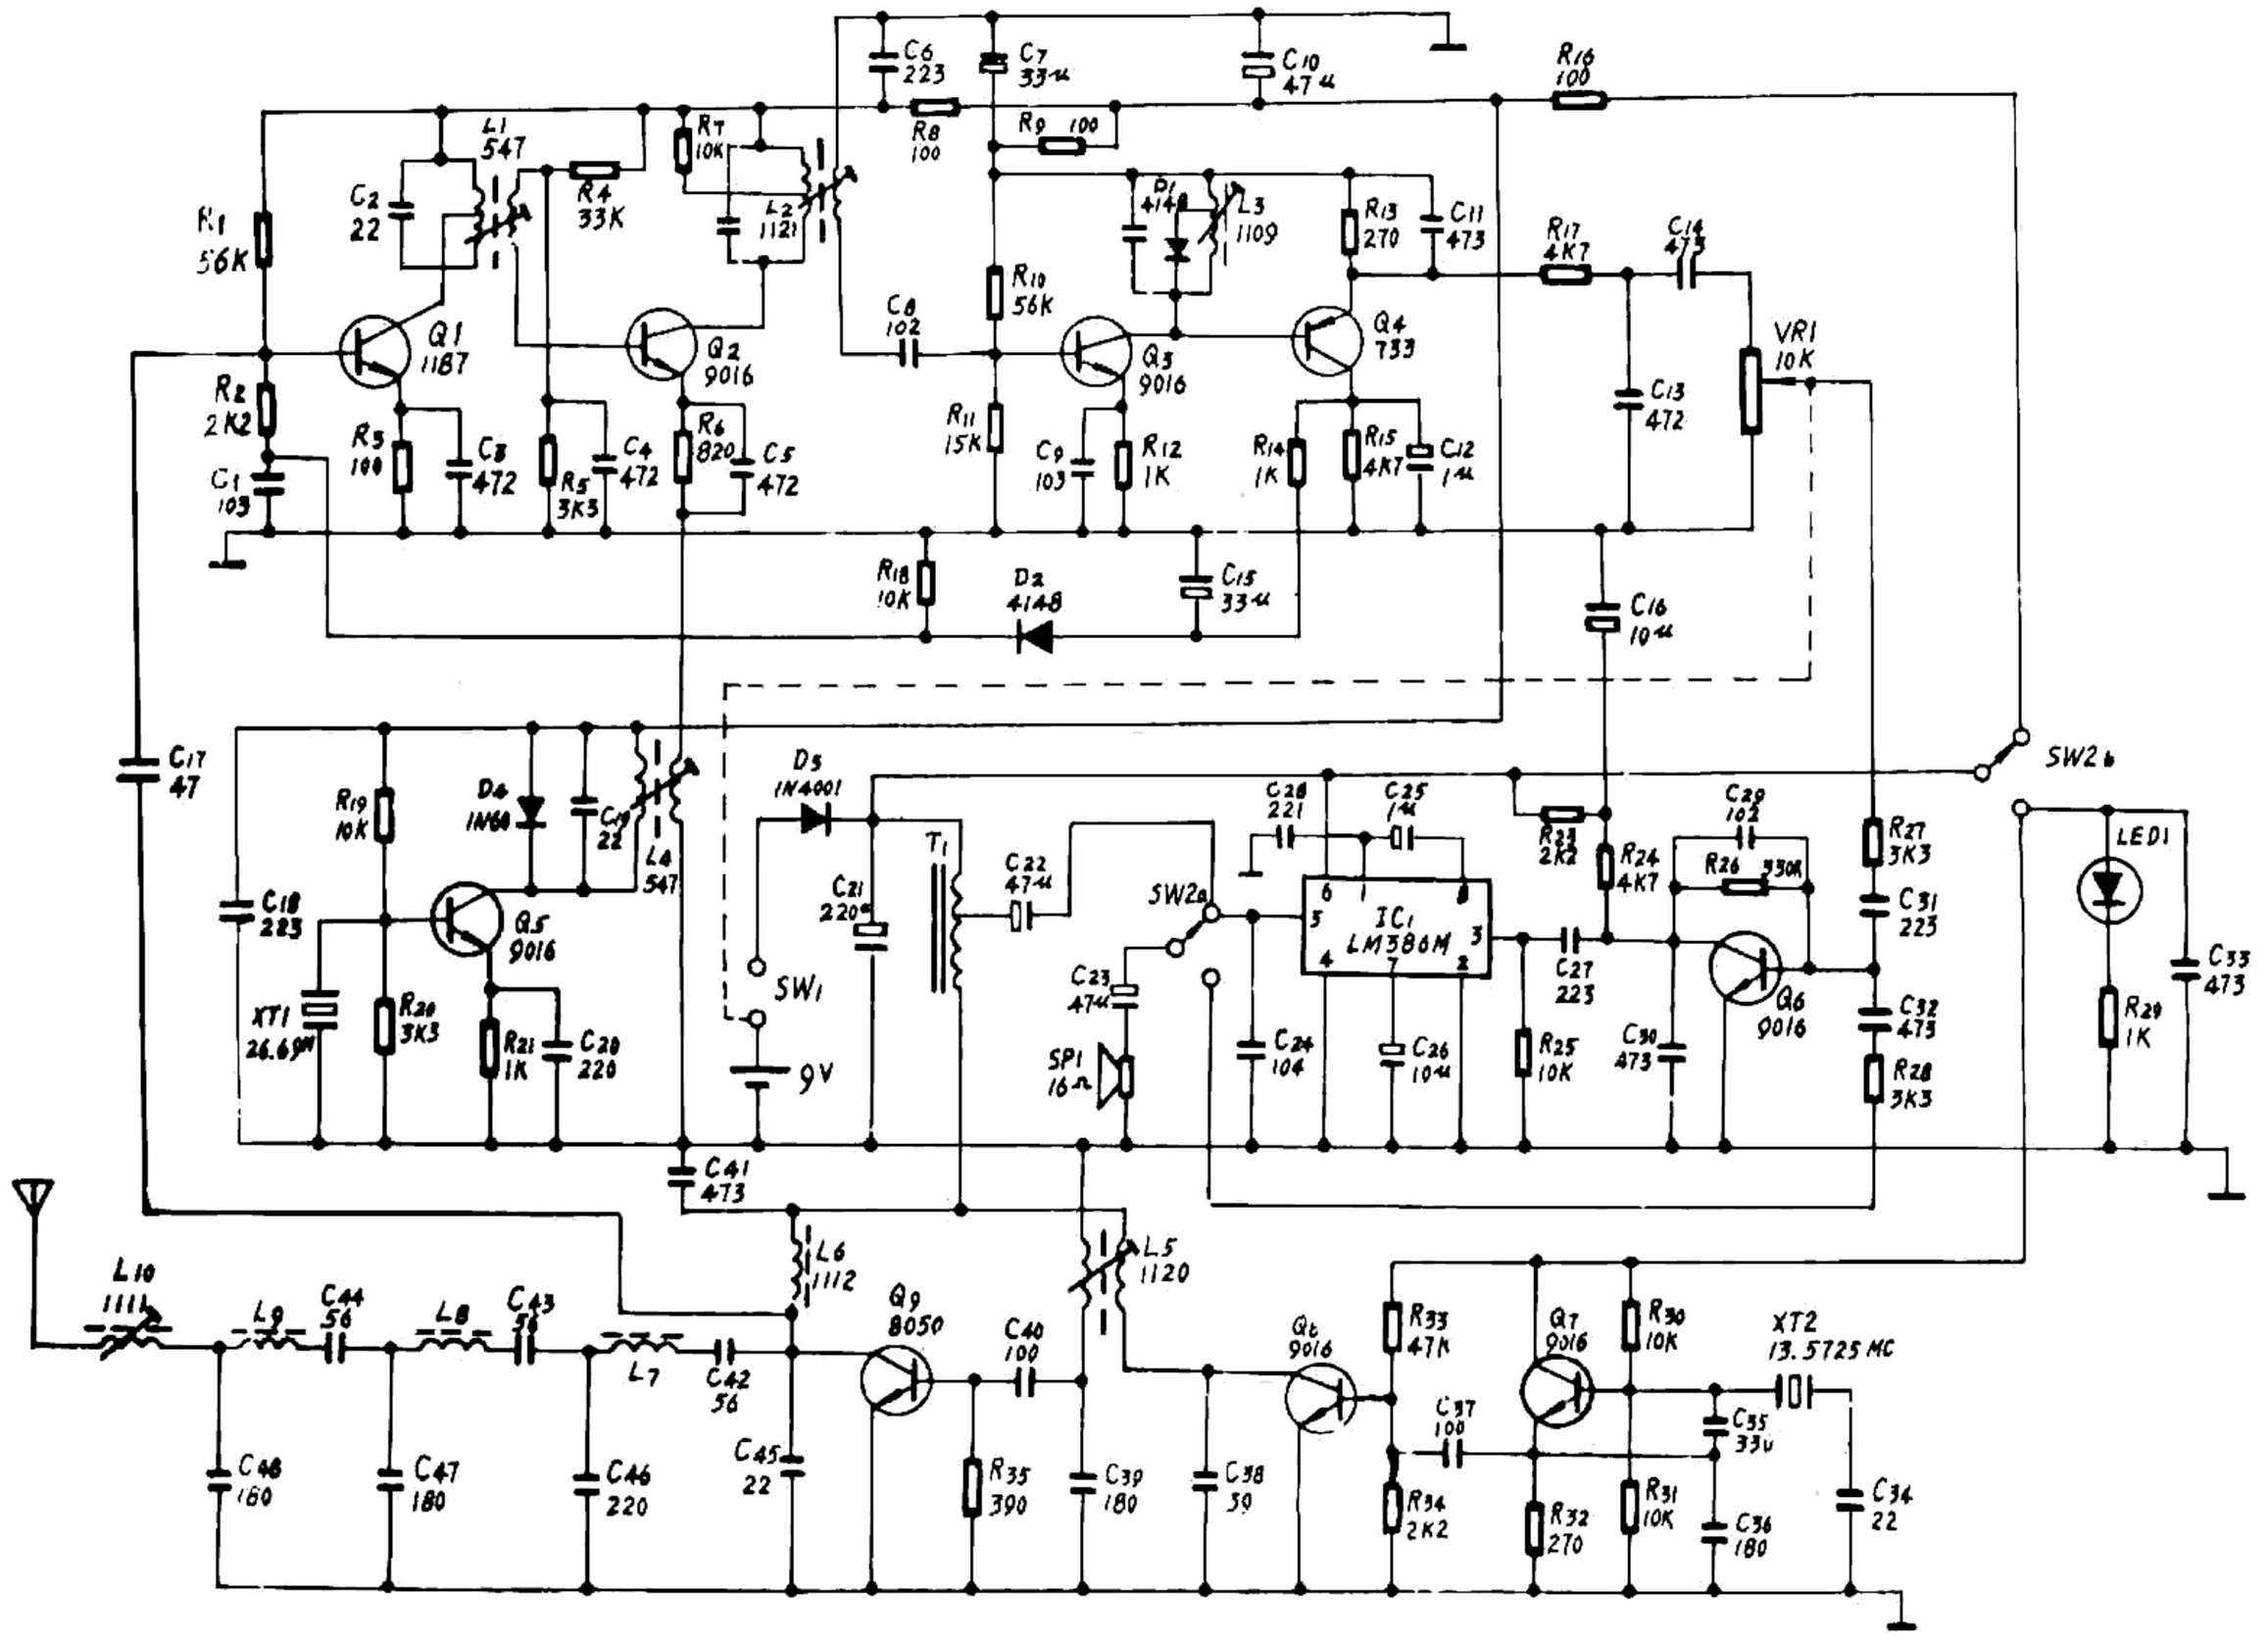 C6
223
C7
33u
C10
47u
R16
100
L1
547
R7
10K
R8
100
R9 100
C2
22
R4
33K
L2
1121
D1
4148
L3
1109
R13
270
C11
473
R17
4K7
C14
473
R1
56K
R10
56K
C8
102
Q1
1187
Q2
9016
Q3
9016
Q4
733
VR1
10K
R2
2K2
R3
100
C3
472
C4
472
R5
3K3
R6
820
C5
472
R11
15K
C9
103
R12
1K
R14
1K
R15
4K7
C12
1u
C13
472
C1
103
R18
10K
D2
4148
C15
33u
C16
10u
C17
47
R19
10K
D4
1N60
C19
22
L4
547
D3
1N4001
T1
C22
47u
C28
221
C25
1u
R23
2K2
R24
4K7
C29
102
R26 330K
R27
3K3
SW2b
LED1
C18
223
Q5
9016
C21
220u
SW2a
6 1 8
5 IC1 3
LM386M
4 7 2
C27
223
C31
223
C33
473
XT1
26.69M
R20
3K3
R21
1K
C20
220
SW1
9V
C23
47u
SP1
16Ω
C24
104
C26
10u
R25
10K
C30
473
Q6
9016
C32
473
R28
3K3
R29
1K
C41
473
L6
1112
L5
1120
L10
1111
L9
C44
56
L8
C43
56
L7
C42
56
Q9
8050
C40
100
Q8
9016
R33
47K
Q7
9016
R30
10K
XT2
13.5725MC
C37
100
C35
33u
C48
180
C47
180
C46
220
C45
22
R35
390
C39
180
C38
39
R34
2K2
R32
270
R31
10K
C36
180
C34
22